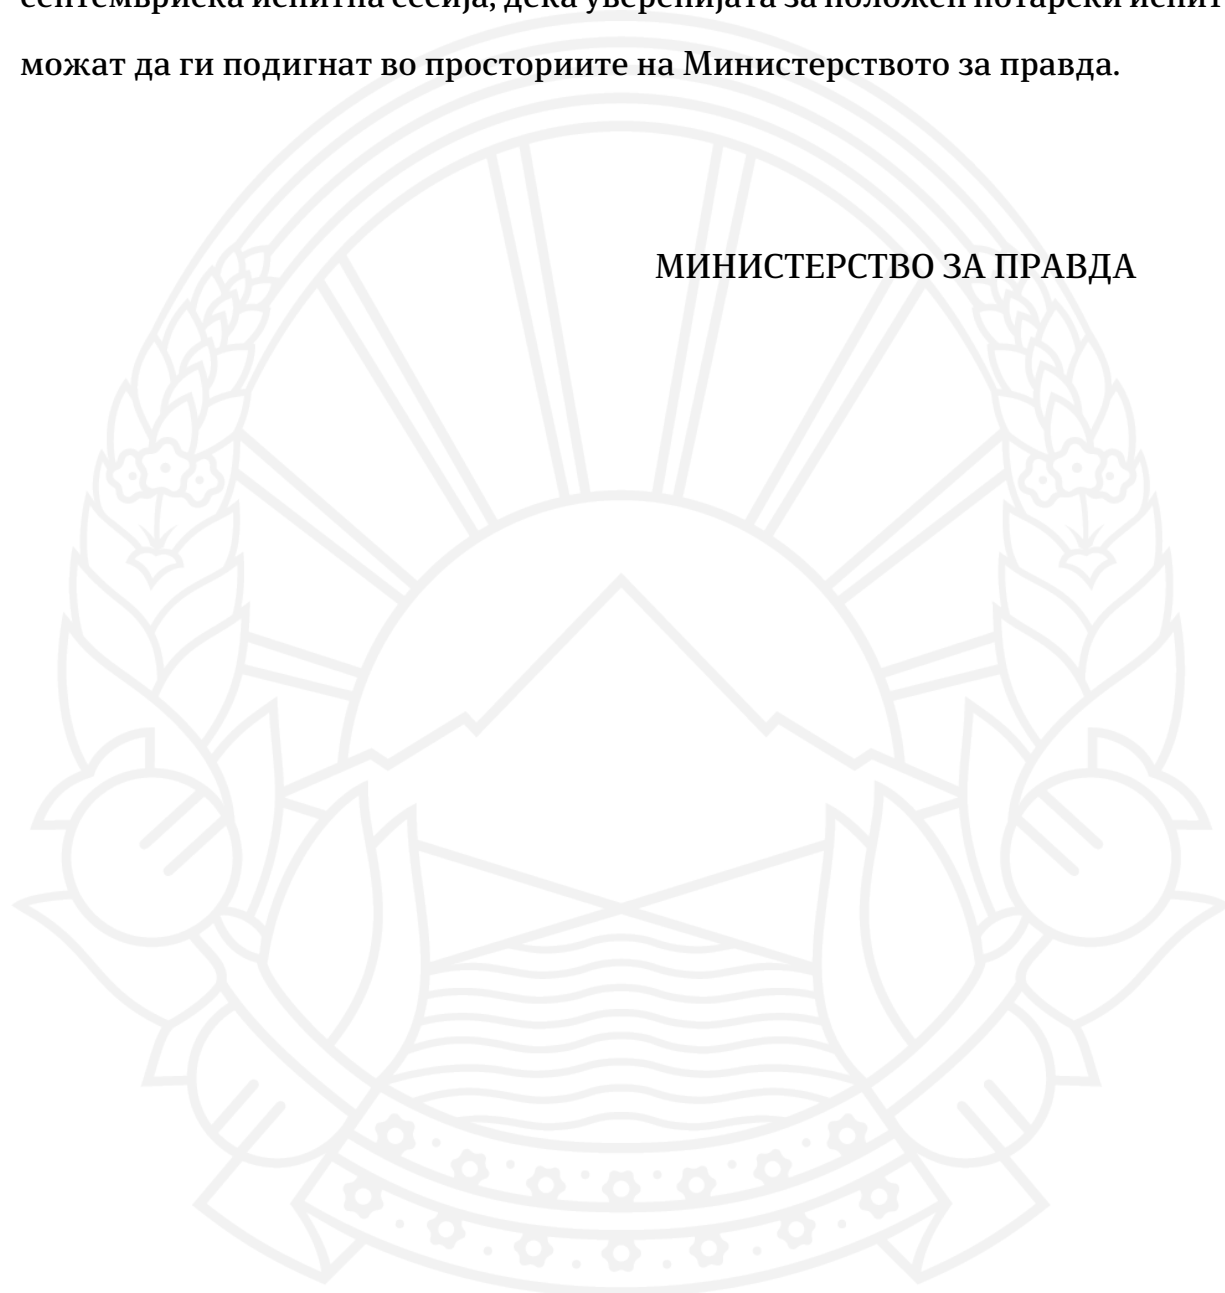 септемвриска испитна сесија, дека уверенијата за положен нотарски испит
можат да ги подигнат во просториите на Министерството за правда.
МИНИСТЕРСТВО ЗА ПРАВДА